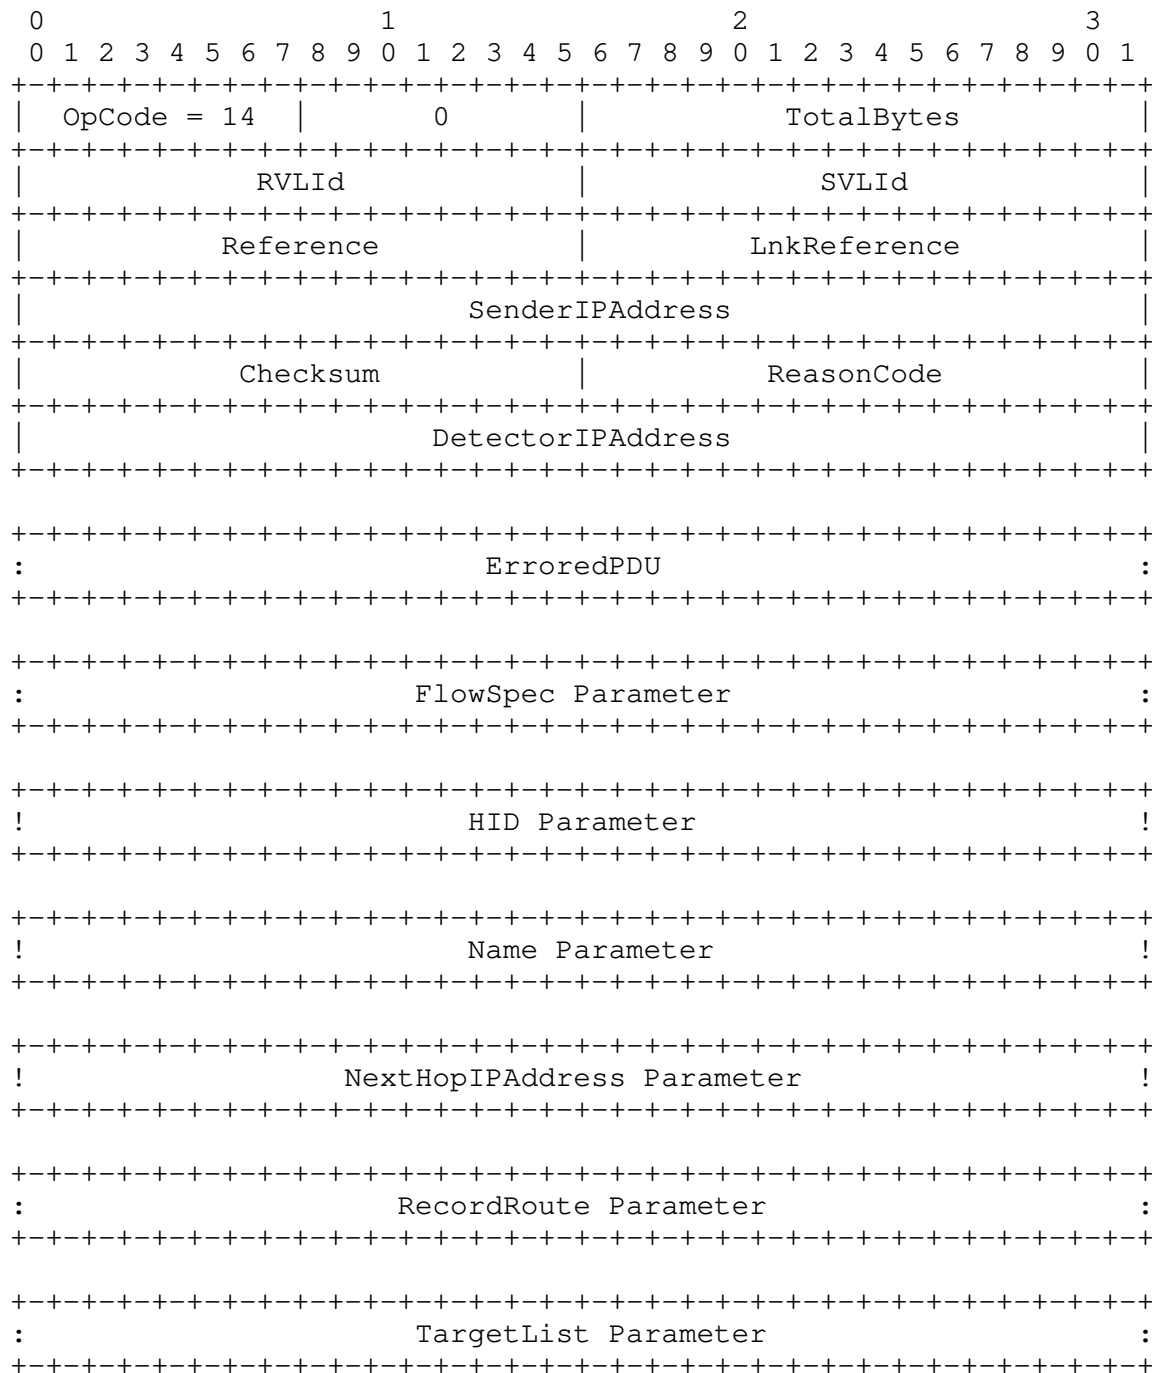 0                   1                   2                   3
 0 1 2 3 4 5 6 7 8 9 0 1 2 3 4 5 6 7 8 9 0 1 2 3 4 5 6 7 8 9 0 1
+-+-+-+-+-+-+-+-+-+-+-+-+-+-+-+-+-+-+-+-+-+-+-+-+-+-+-+-+-+-+-+-+
|  OpCode = 14  |       0       |           TotalBytes          |
+-+-+-+-+-+-+-+-+-+-+-+-+-+-+-+-+-+-+-+-+-+-+-+-+-+-+-+-+-+-+-+-+
|             RVLId             |             SVLId             |
+-+-+-+-+-+-+-+-+-+-+-+-+-+-+-+-+-+-+-+-+-+-+-+-+-+-+-+-+-+-+-+-+
|           Reference           |         LnkReference          |
+-+-+-+-+-+-+-+-+-+-+-+-+-+-+-+-+-+-+-+-+-+-+-+-+-+-+-+-+-+-+-+-+
|                         SenderIPAddress                       |
+-+-+-+-+-+-+-+-+-+-+-+-+-+-+-+-+-+-+-+-+-+-+-+-+-+-+-+-+-+-+-+-+
|            Checksum           |          ReasonCode           |
+-+-+-+-+-+-+-+-+-+-+-+-+-+-+-+-+-+-+-+-+-+-+-+-+-+-+-+-+-+-+-+-+
|                       DetectorIPAddress                       |
+-+-+-+-+-+-+-+-+-+-+-+-+-+-+-+-+-+-+-+-+-+-+-+-+-+-+-+-+-+-+-+-+

+-+-+-+-+-+-+-+-+-+-+-+-+-+-+-+-+-+-+-+-+-+-+-+-+-+-+-+-+-+-+-+-+
:                          ErroredPDU                           :
+-+-+-+-+-+-+-+-+-+-+-+-+-+-+-+-+-+-+-+-+-+-+-+-+-+-+-+-+-+-+-+-+

+-+-+-+-+-+-+-+-+-+-+-+-+-+-+-+-+-+-+-+-+-+-+-+-+-+-+-+-+-+-+-+-+
:                      FlowSpec Parameter                       :
+-+-+-+-+-+-+-+-+-+-+-+-+-+-+-+-+-+-+-+-+-+-+-+-+-+-+-+-+-+-+-+-+

+-+-+-+-+-+-+-+-+-+-+-+-+-+-+-+-+-+-+-+-+-+-+-+-+-+-+-+-+-+-+-+-+
!                         HID Parameter                         !
+-+-+-+-+-+-+-+-+-+-+-+-+-+-+-+-+-+-+-+-+-+-+-+-+-+-+-+-+-+-+-+-+

+-+-+-+-+-+-+-+-+-+-+-+-+-+-+-+-+-+-+-+-+-+-+-+-+-+-+-+-+-+-+-+-+
!                         Name Parameter                        !
+-+-+-+-+-+-+-+-+-+-+-+-+-+-+-+-+-+-+-+-+-+-+-+-+-+-+-+-+-+-+-+-+

+-+-+-+-+-+-+-+-+-+-+-+-+-+-+-+-+-+-+-+-+-+-+-+-+-+-+-+-+-+-+-+-+
!                  NextHopIPAddress Parameter                   !
+-+-+-+-+-+-+-+-+-+-+-+-+-+-+-+-+-+-+-+-+-+-+-+-+-+-+-+-+-+-+-+-+

+-+-+-+-+-+-+-+-+-+-+-+-+-+-+-+-+-+-+-+-+-+-+-+-+-+-+-+-+-+-+-+-+
:                     RecordRoute Parameter                     :
+-+-+-+-+-+-+-+-+-+-+-+-+-+-+-+-+-+-+-+-+-+-+-+-+-+-+-+-+-+-+-+-+

+-+-+-+-+-+-+-+-+-+-+-+-+-+-+-+-+-+-+-+-+-+-+-+-+-+-+-+-+-+-+-+-+
:                      TargetList Parameter                     :
+-+-+-+-+-+-+-+-+-+-+-+-+-+-+-+-+-+-+-+-+-+-+-+-+-+-+-+-+-+-+-+-+